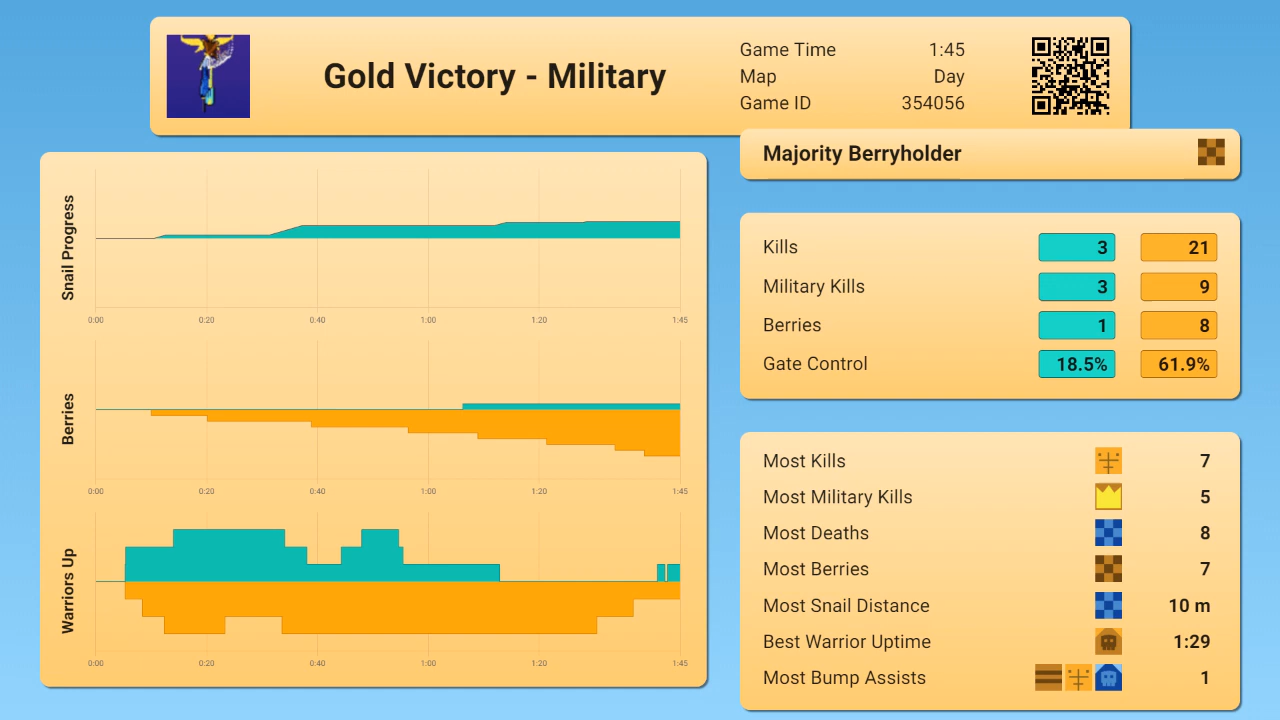 Gold Victory - Military
Game Time 1:45
Map Day
Game ID 354056
Majority Berryholder
Snail Progress
0:00 0:20 0:40 1:00 1:20 1:45
Berries
0:00 0:20 0:40 1:00 1:20 1:45
Warriors Up
0:00 0:20 0:40 1:00 1:20 1:45
Kills 3 21
Military Kills 3 9
Berries 1 8
Gate Control 18.5% 61.9%
Most Kills 7
Most Military Kills 5
Most Deaths 8
Most Berries 7
Most Snail Distance 10 m
Best Warrior Uptime 1:29
Most Bump Assists 1